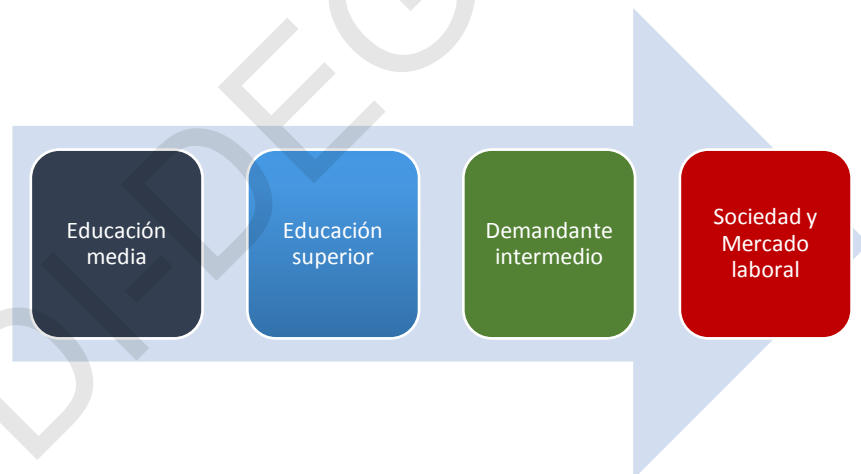 Educación
media
Educación
superior
Demandante
intermedio
Sociedad y
Mercado
laboral